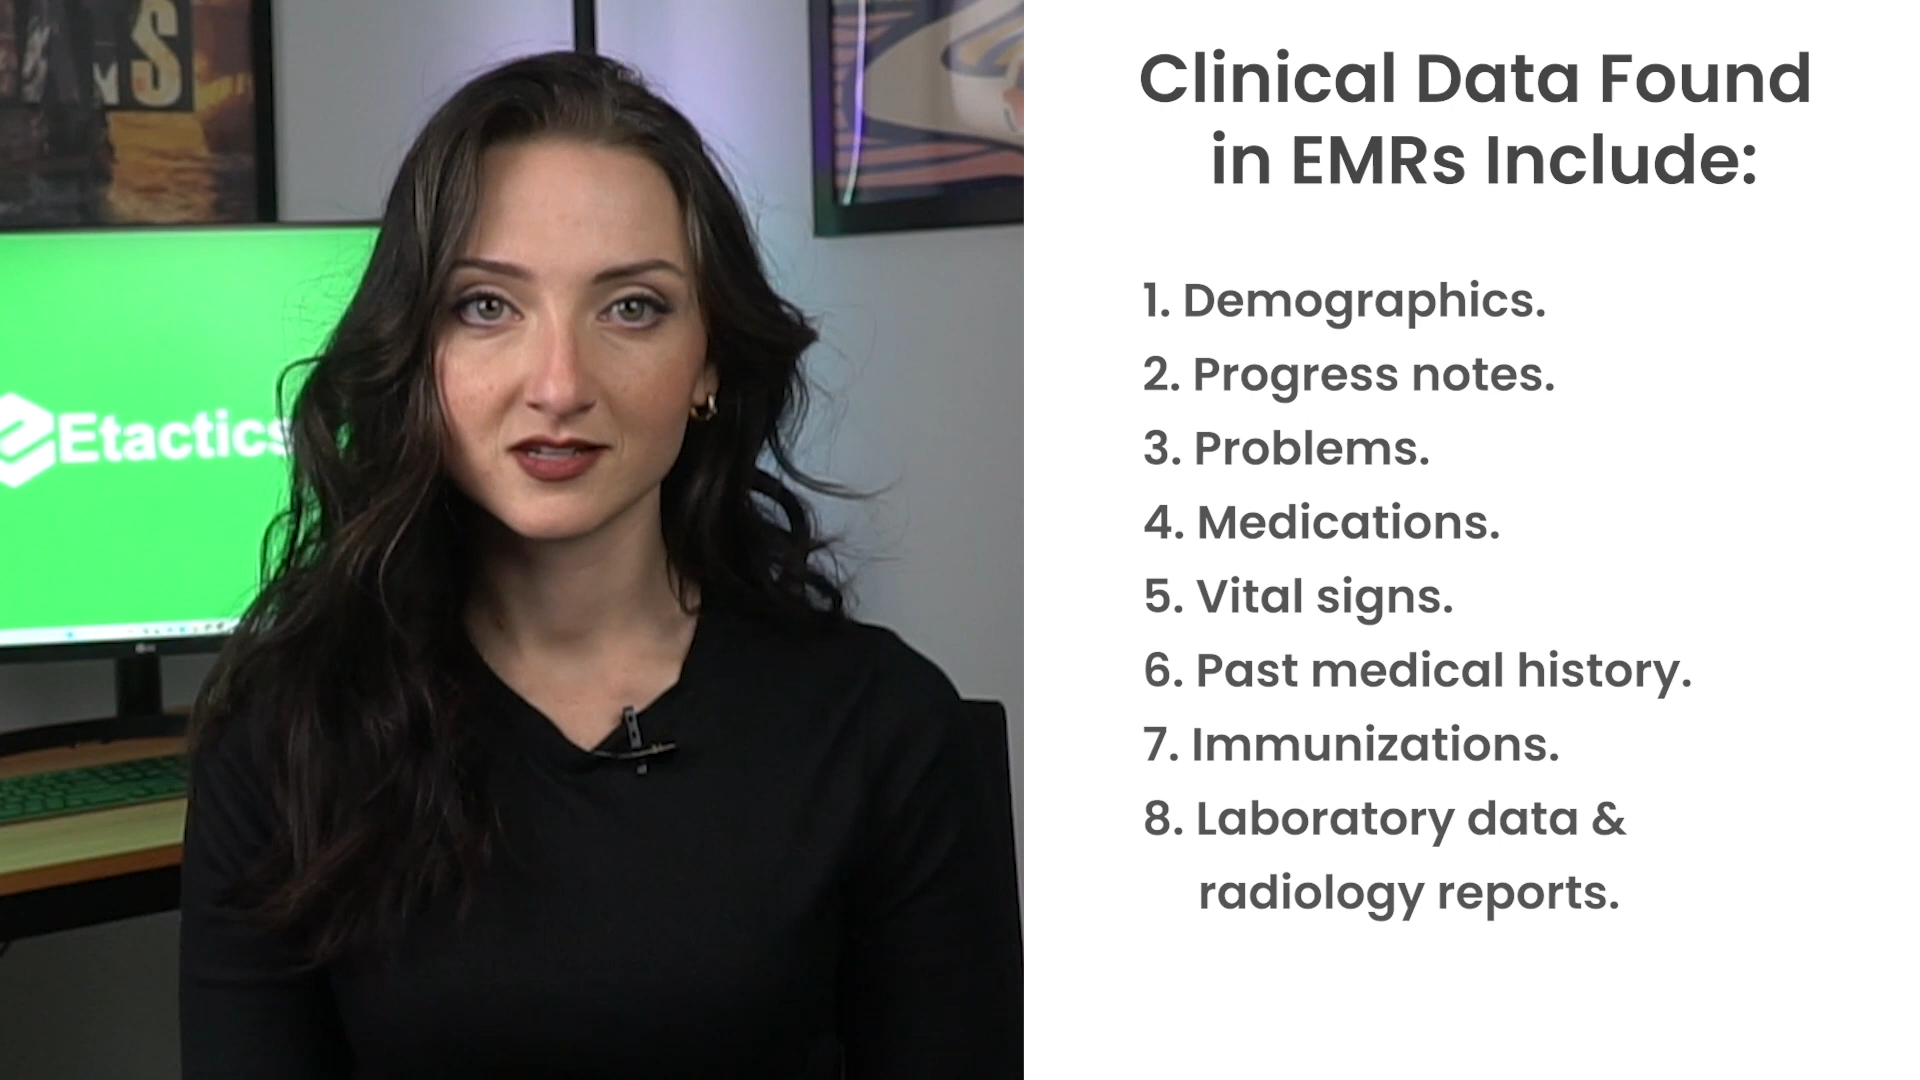 Etactics
Clinical Data Found
in EMRs Include:
1. Demographics.
2. Progress notes.
3. Problems.
4. Medications.
5. Vital signs.
6. Past medical history.
7. Immunizations.
8. Laboratory data &
radiology reports.